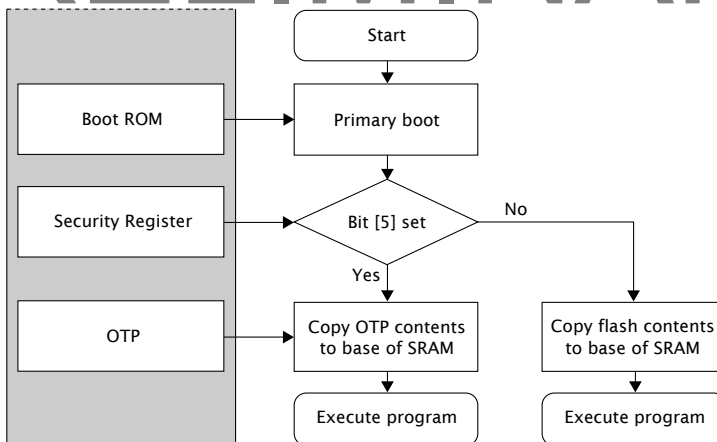 Start
Boot ROM
Primary boot
Security Register
Bit [5] set
No
Yes
OTP
Copy OTP contents
to base of SRAM
Copy flash contents
to base of SRAM
Execute program
Execute program